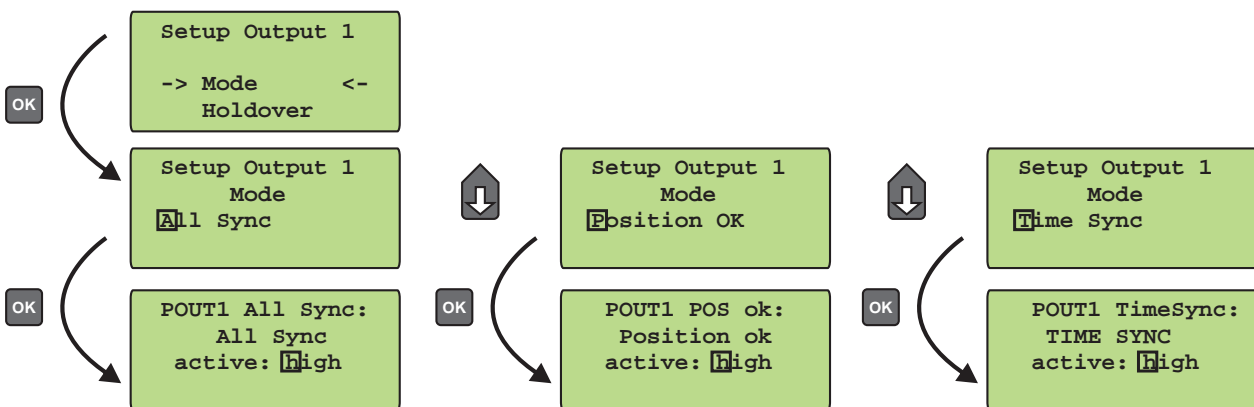 Setup Output 1
-> Mode <-
Holdover
OK
Setup Output 1
Mode
All Sync
Setup Output 1
Mode
Position OK
Setup Output 1
Mode
Time Sync
OK
POUT1 All Sync:
All Sync
active: high
OK
POUT1 POS ok:
Position ok
active: high
OK
POUT1 TimeSync:
TIME SYNC
active: high